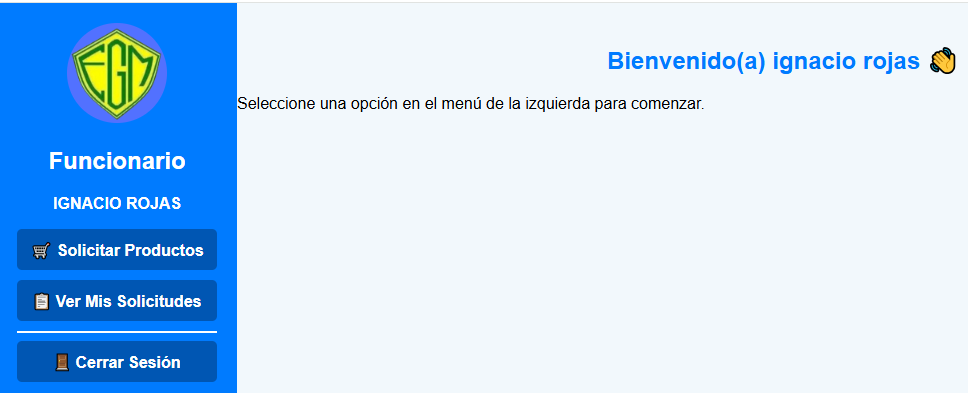 EGM
Funcionario
IGNACIO ROJAS
🛒 Solicitar Productos
📋 Ver Mis Solicitudes
🚪 Cerrar Sesión
Bienvenido(a) ignacio rojas 👏
Seleccione una opción en el menú de la izquierda para comenzar.